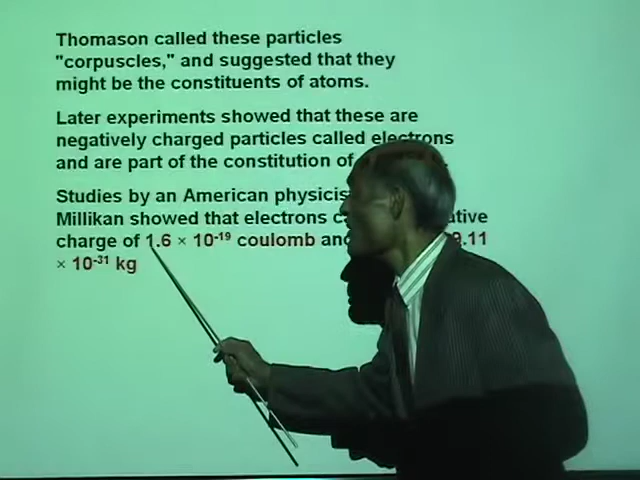 Thomason called these particles
"corpuscles," and suggested that they
might be the constituents of atoms.
Later experiments showed that these are
negatively charged particles called electrons
and are part of the constitution of
Studies by an American physicis
Millikan showed that electrons c ative
charge of 1.6 × 10-19 coulomb and 9.11
× 10-31 kg